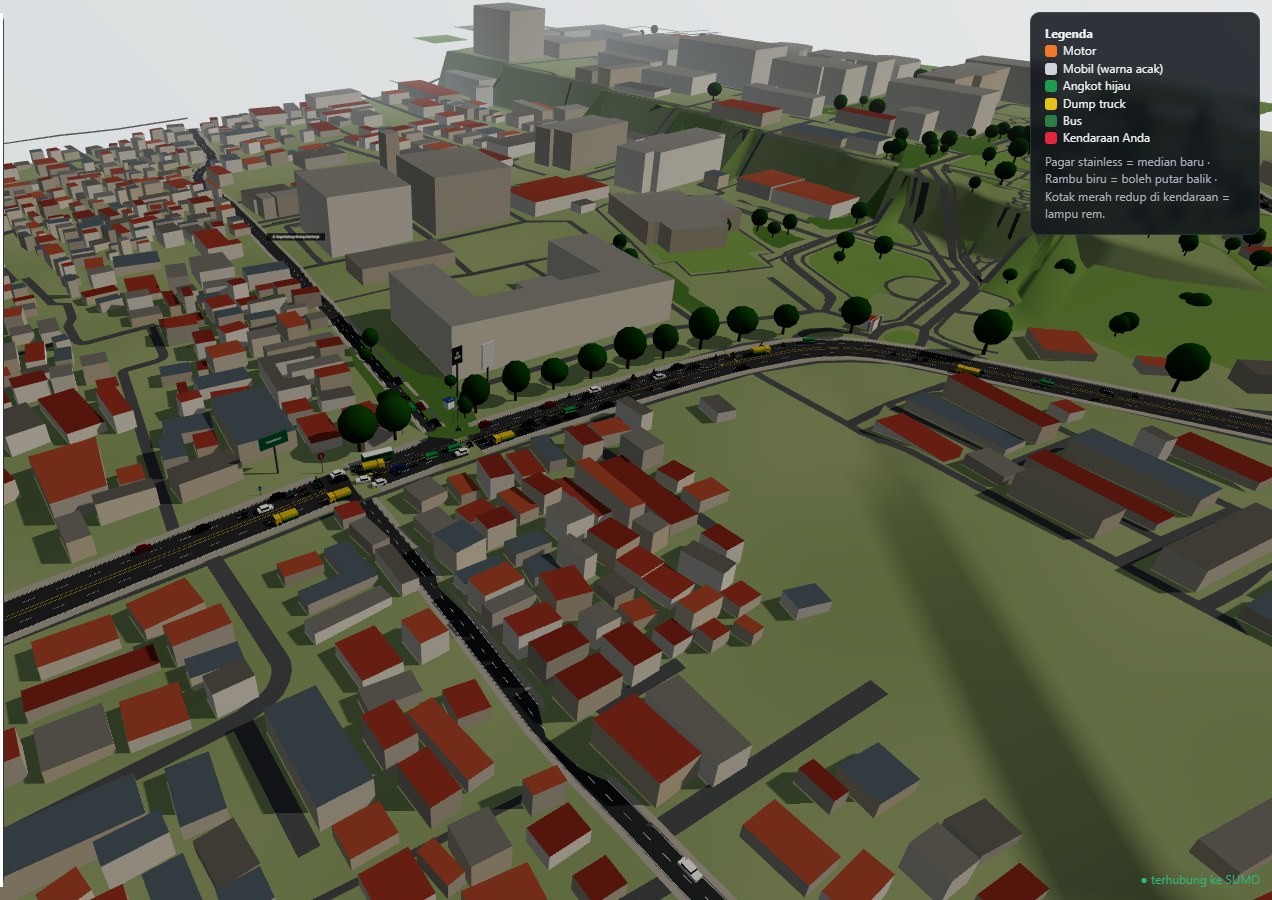 Legenda
Motor
Mobil (warna acak)
Angkot hijau
Dump truck
Bus
Kendaraan Anda
Pagar stainless = median baru ·
Rambu biru = boleh putar balik ·
Kotak merah redup di kendaraan =
lampu rem.
● terhubung ke SUMO